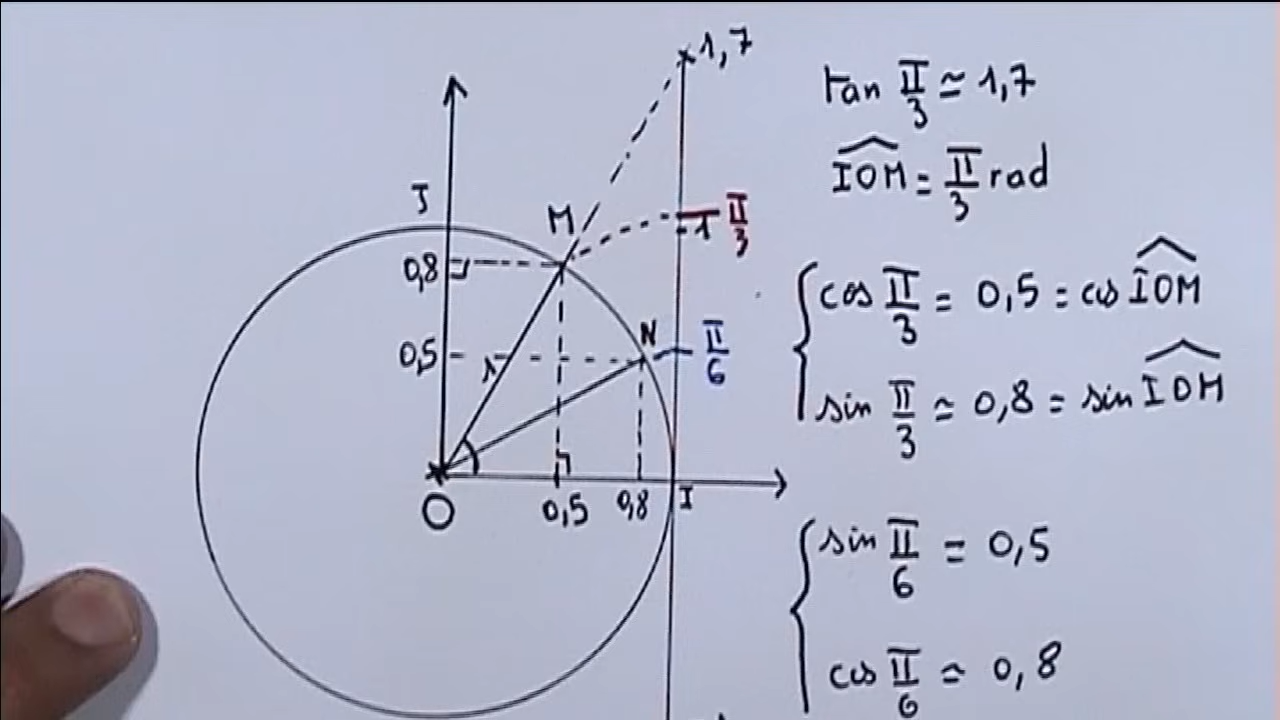 1,7
J
M
π/3
1
0,8
N
0,5
1
π/6
O
0,5
0,8
I
tan π/3 ≃ 1,7
IOM = π/3 rad
cos π/3 = 0,5 = cos IOM
sin π/3 ≃ 0,8 = sin IOM
sin π/6 = 0,5
cos π/6 ≃ 0,8